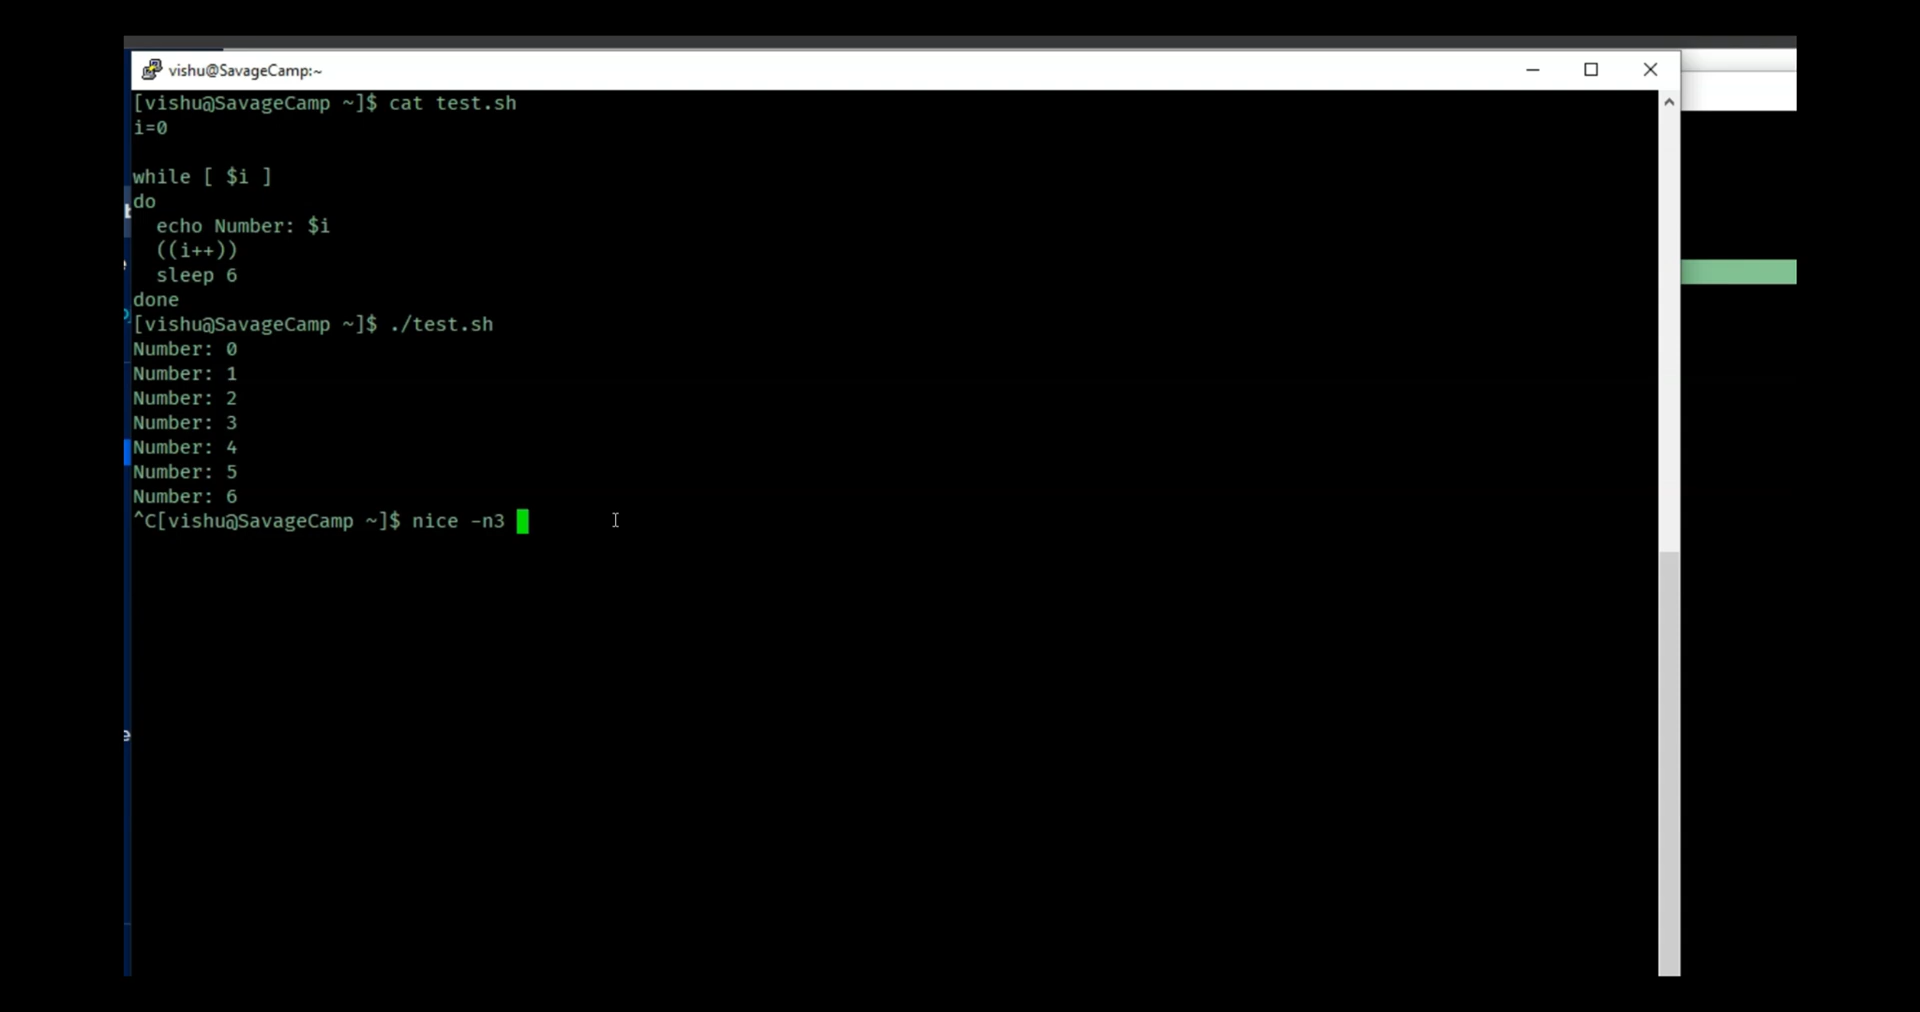 vishu@SavageCamp:~
[vishu@SavageCamp ~]$ cat test.sh
i=0
while [ $i ]
do
  echo Number: $i
  ((i++))
  sleep 6
done
[vishu@SavageCamp ~]$ ./test.sh
Number: 0
Number: 1
Number: 2
Number: 3
Number: 4
Number: 5
Number: 6
^C[vishu@SavageCamp ~]$ nice -n3